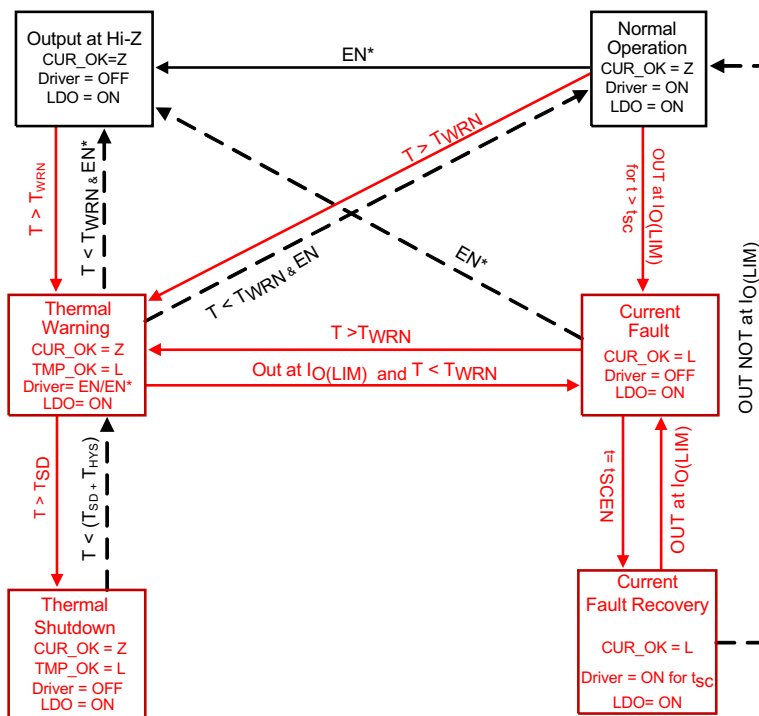 Output at Hi-Z
CUR_OK=Z
Driver = OFF
LDO = ON
EN*
Normal
Operation
CUR_OK = Z
Driver = ON
LDO = ON
T > TWRN
T < TWRN & EN*
T > TWRN
T < TWRN & EN
EN*
OUT at IO(LIM)
for t > tSC
OUT NOT at IO(LIM)
Thermal
Warning
CUR_OK = Z
TMP_OK = L
Driver= EN/EN*
LDO= ON
T >TWRN
Out at IO(LIM) and T < TWRN
Current
Fault
CUR_OK = L
Driver = OFF
LDO= ON
T > TSD
T < (TSD + THYS)
t= tSCEN
OUT at IO(LIM)
Thermal
Shutdown
CUR_OK = Z
TMP_OK = L
Driver = OFF
LDO = ON
Current
Fault Recovery
CUR_OK = L
Driver = ON for tSC
LDO= ON